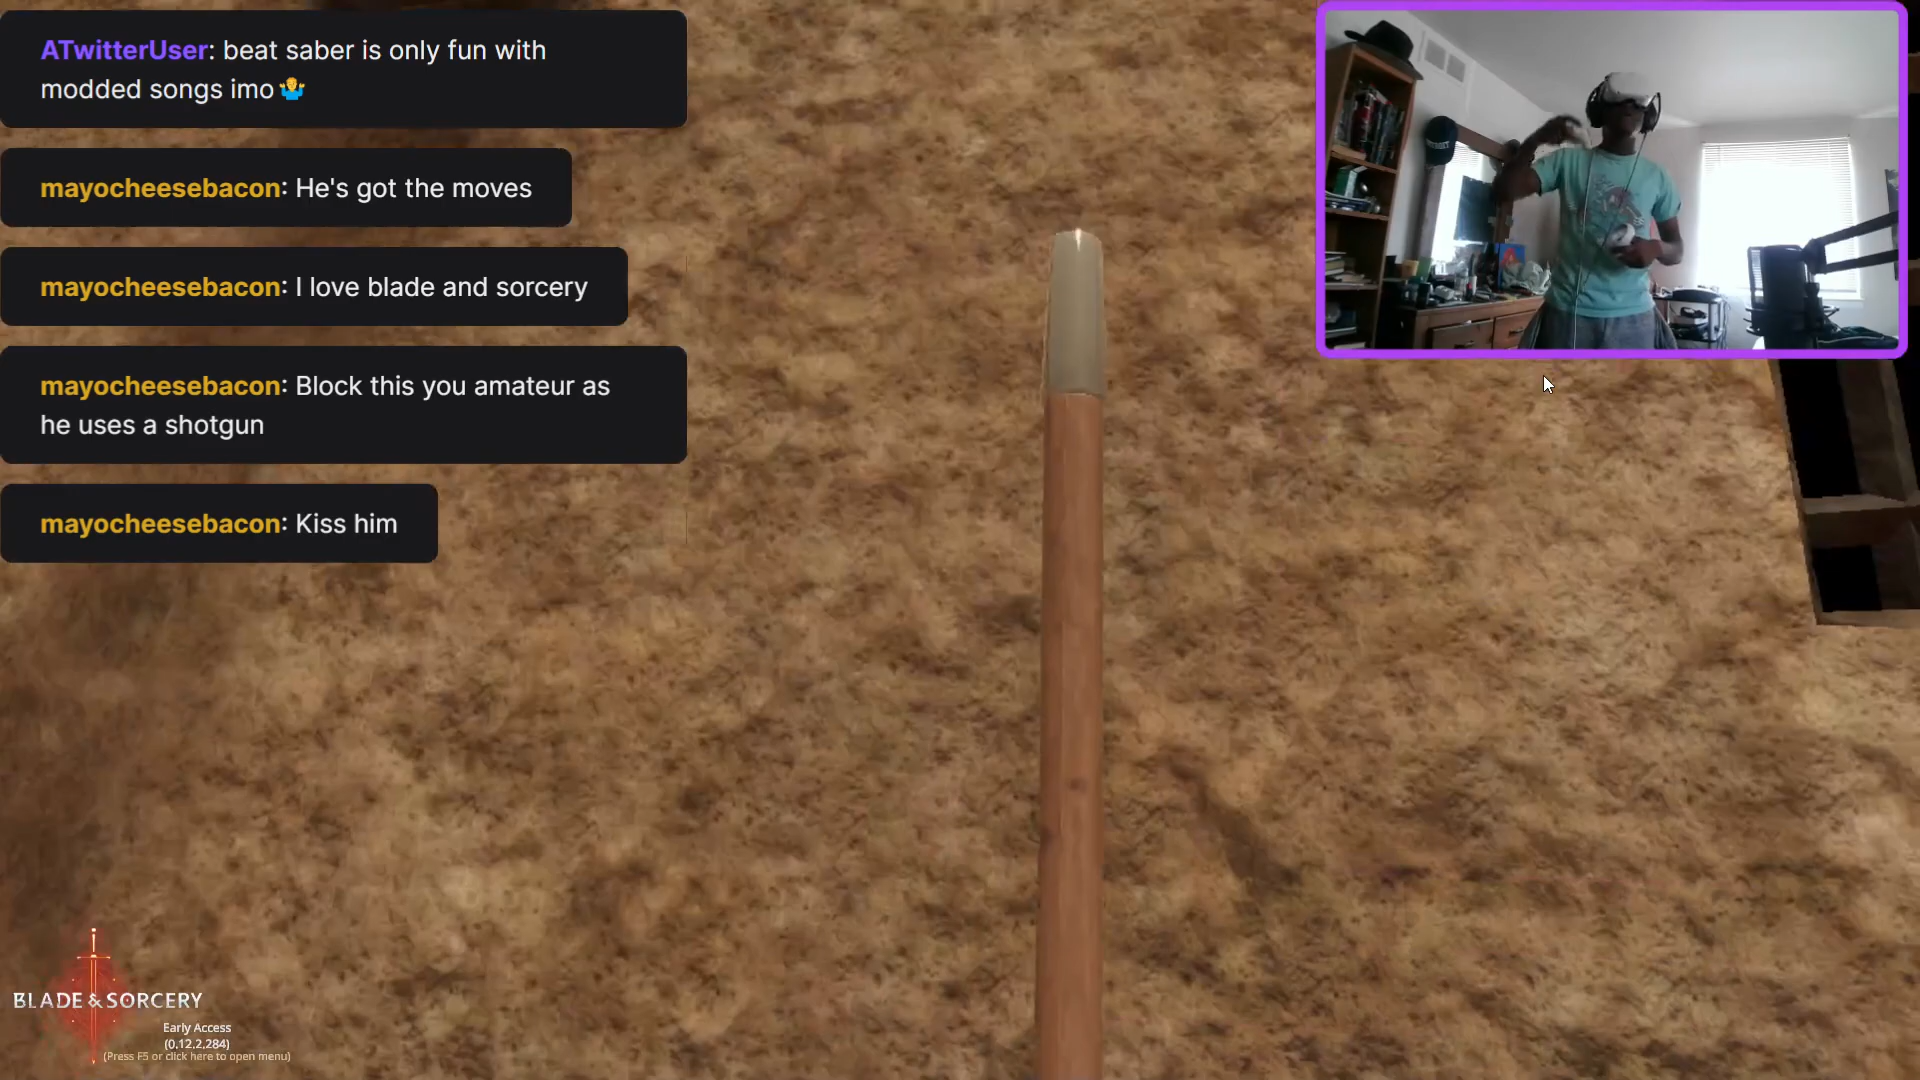 ATwitterUser: beat saber is only fun with
modded songs imo 🤷‍♂️
mayocheesebacon: He's got the moves
mayocheesebacon: I love blade and sorcery
mayocheesebacon: Block this you amateur as
he uses a shotgun
mayocheesebacon: Kiss him
BLADE & SORCERY
Early Access
(0.12.2.284)
(Press F5 or click here to open menu)